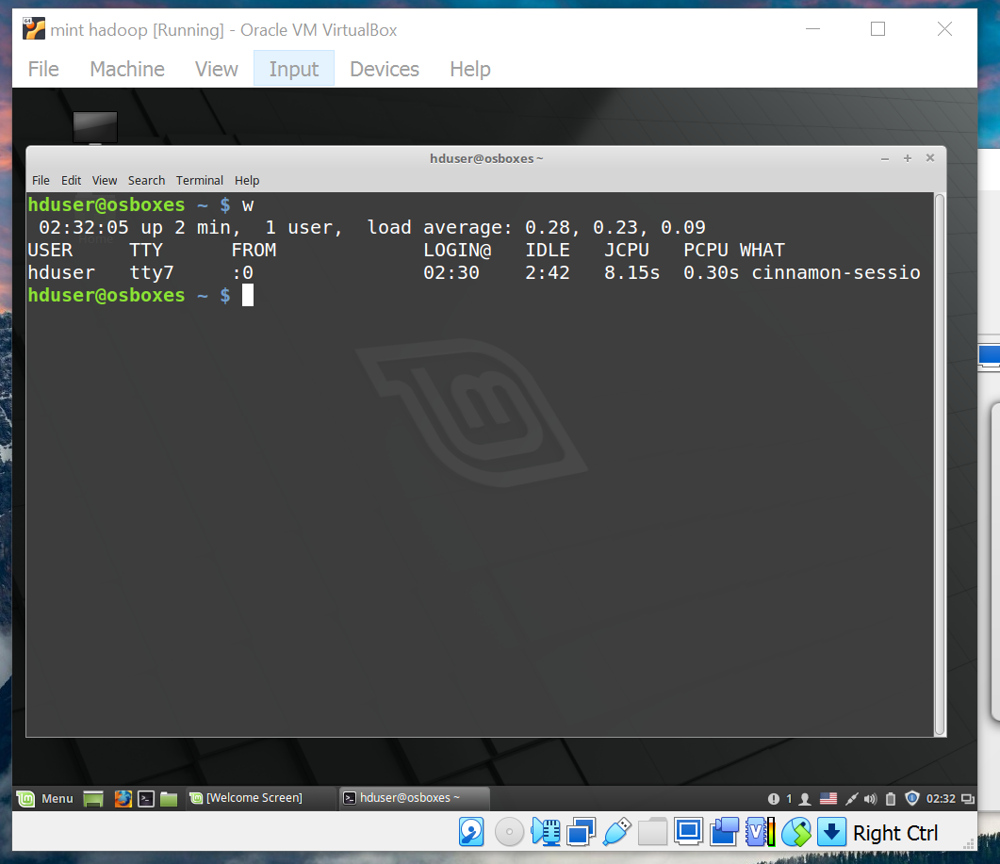 mint hadoop [Running] - Oracle VM VirtualBox
File Machine View Input Devices Help
hduser@osboxes ~
File Edit View Search Terminal Help
hduser@osboxes ~ $ w
02:32:05 up 2 min, 1 user, load average: 0.28, 0.23, 0.09
USER TTY FROM LOGIN@ IDLE JCPU PCPU WHAT
hduser tty7 :0 02:30 2:42 8.15s 0.30s cinnamon-sessio
hduser@osboxes ~ $
Menu [Welcome Screen] hduser@osboxes ~ 1 02:32
Right Ctrl